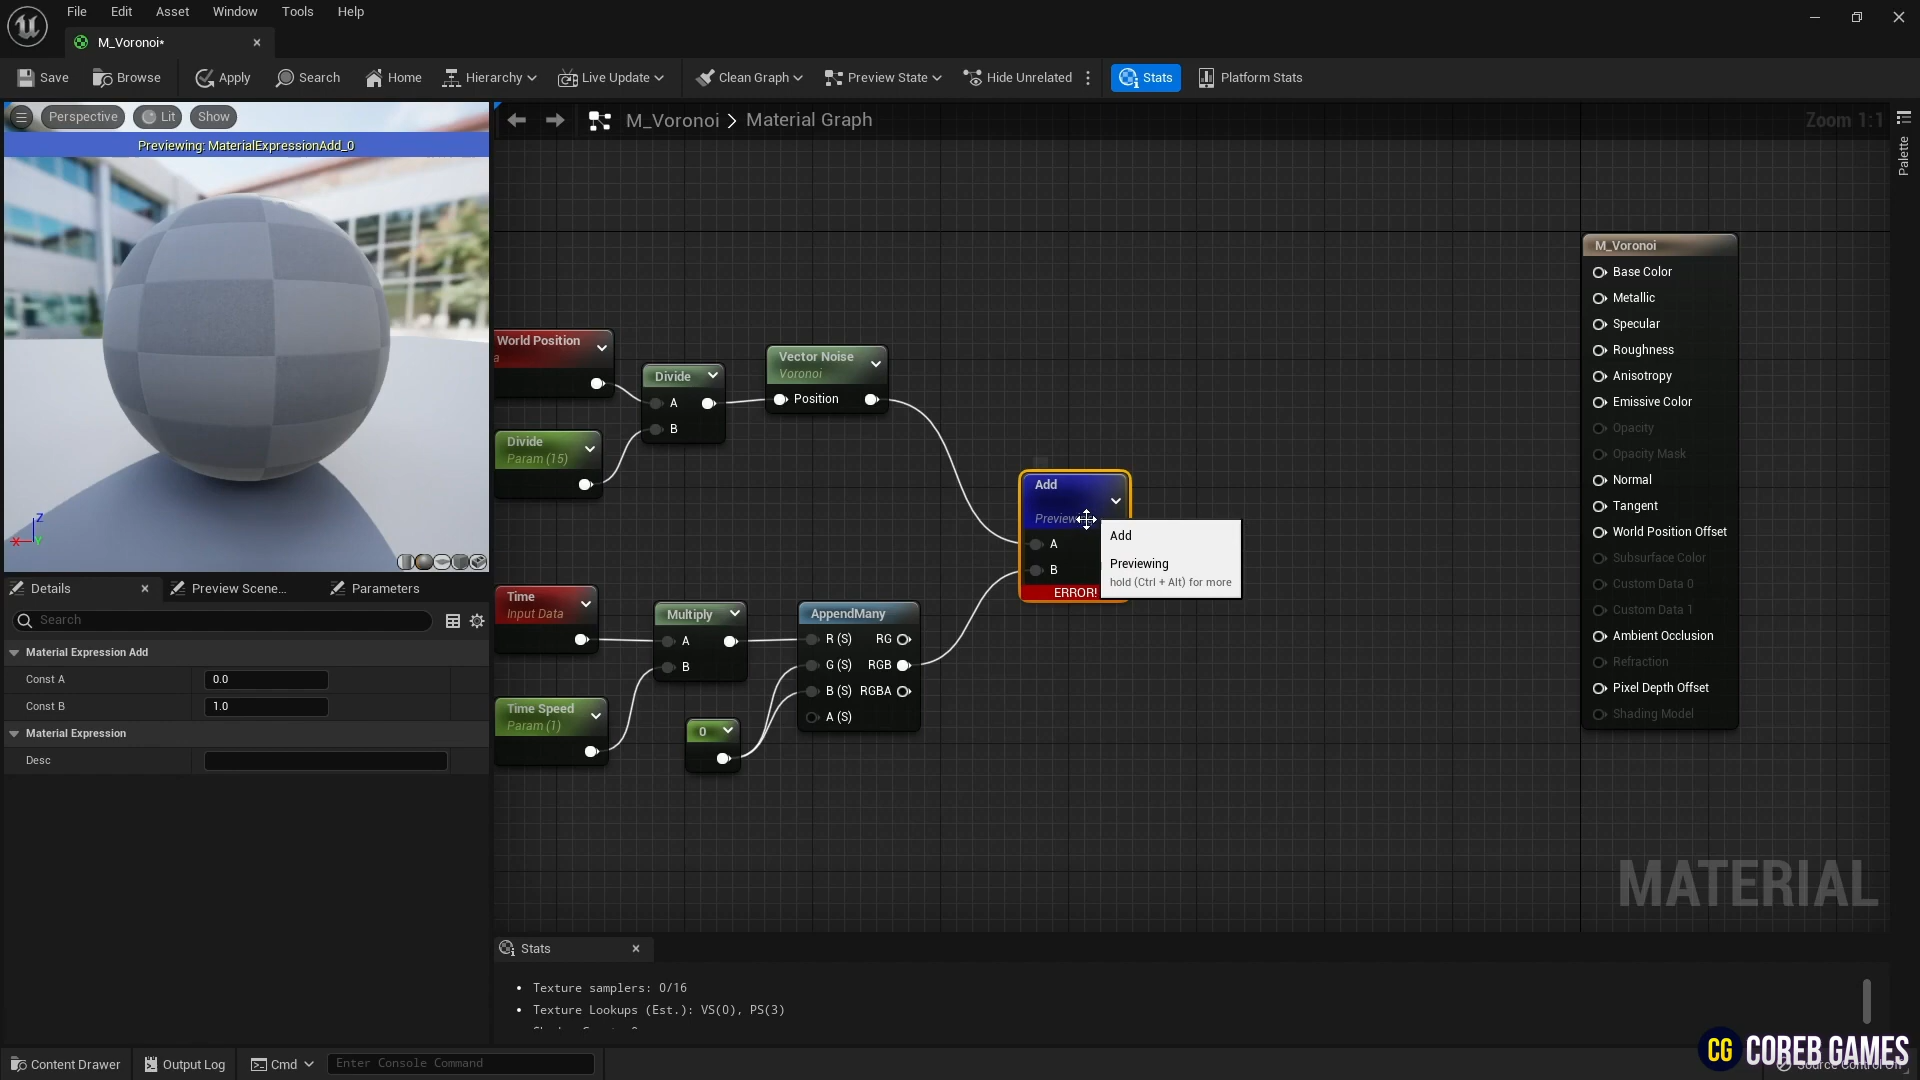 File Edit Asset Window Tools Help
M_Voronoi*
Save Browse Apply Search Home Hierarchy Live Update Clean Graph Preview State Hide Unrelated Stats Platform Stats
Perspective Lit Show
Previewing: MaterialExpressionAdd_0
M_Voronoi > Material Graph
Zoom 1:1
Palette
M_Voronoi
Base Color
Metallic
Specular
Roughness
Anisotropy
Emissive Color
Opacity
Opacity Mask
Normal
Tangent
World Position Offset
Subsurface Color
Custom Data 0
Custom Data 1
Ambient Occlusion
Refraction
Pixel Depth Offset
Shading Model
World Position
Divide
A
B
Vector Noise
Voronoi
Position
Divide
Param (15)
Add
A
B
ERROR!
Add
Previewing
hold (Ctrl + Alt) for more
Time
Input Data
Multiply
A
B
AppendMany
R (S) RG
G (S) RGB
B (S) RGBA
A (S)
Time Speed
Param (1)
0
Z
X
Y
Details Preview Scene... Parameters
Search
Material Expression Add
Const A 0.0
Const B 1.0
Material Expression
Desc
MATERIAL
Stats
Texture samplers: 0/16
Texture Lookups (Est.): VS(0), PS(3)
Content Drawer Output Log Cmd Enter Console Command
CG COREB GAMES